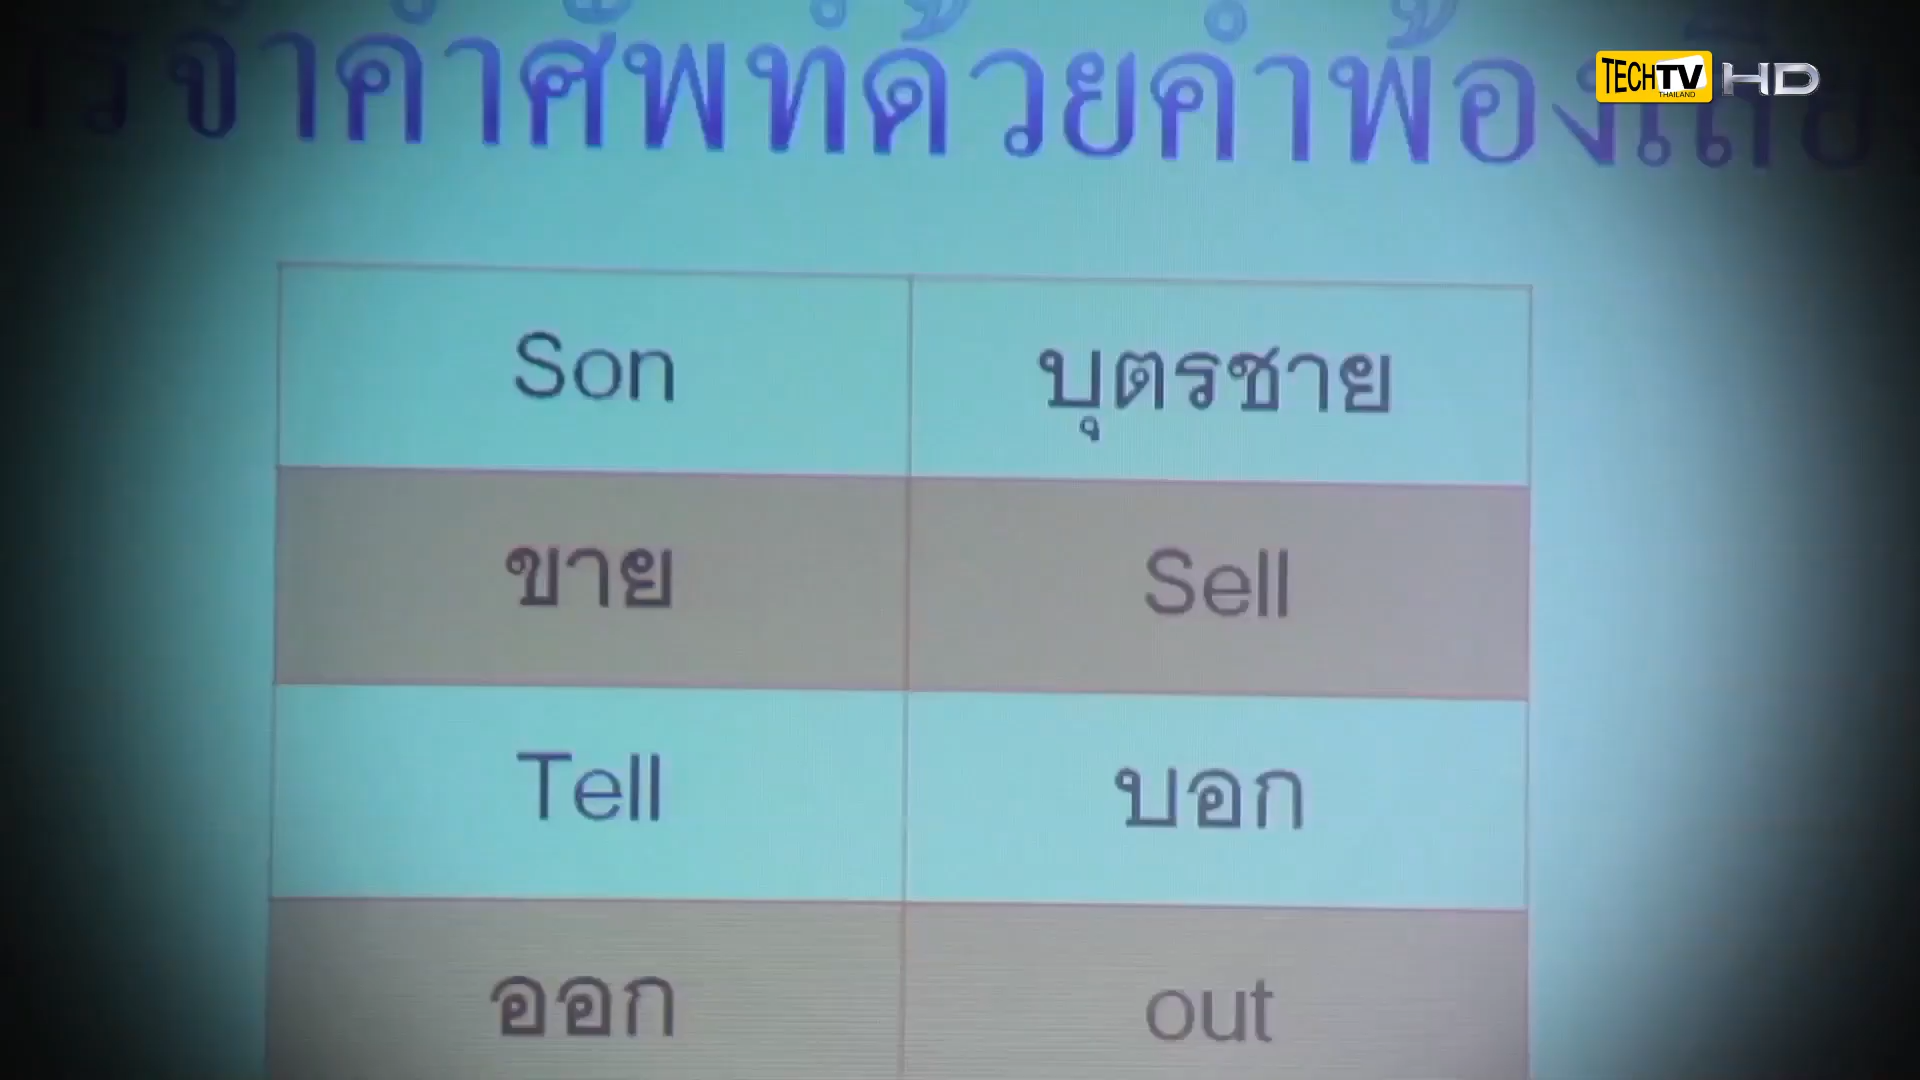 จำคำศัพท์ด้วยคำพ้อง
TECHTV HD
THAILAND
Son บุตรชาย
ขาย Sell
Tell บอก
ออก out